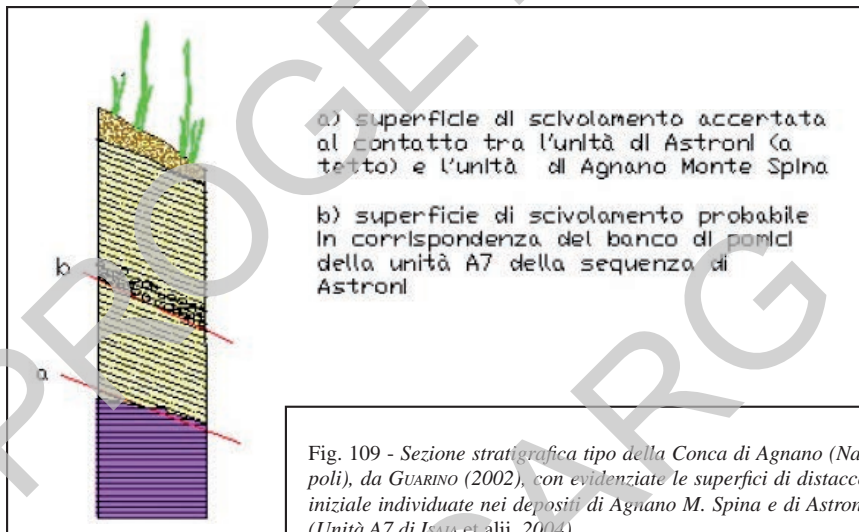 a) superficie di scivolamento accertata
al contatto tra l'unità di Astroni (a
tetto) e l'unità di Agnano Monte Spina
b) superficie di scivolamento probabile
in corrispondenza del banco di pomici
della unità A7 della sequenza di
Astroni
b
a
Fig. 109 - Sezione stratigrafica tipo della Conca di Agnano (Na-
poli), da GUARINO (2002), con evidenziate le superfici di distacco
iniziale individuate nei depositi di Agnano M. Spina e di Astroni
(Unità A7 di ISAIA et alii, 2004)
PROGE
SARG